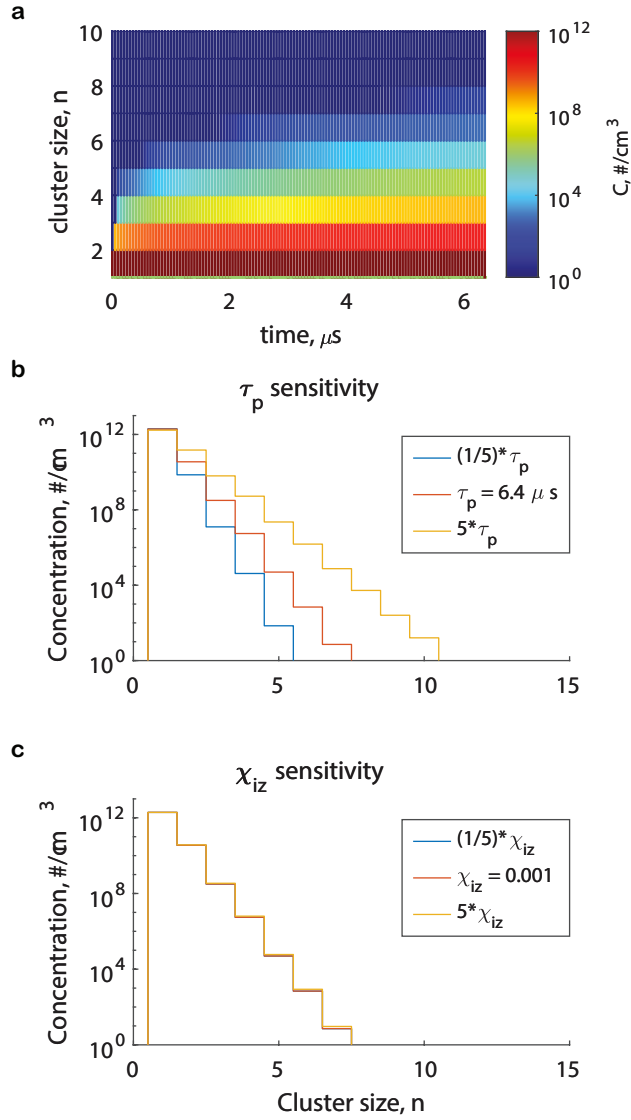 a
10
8
6
4
2
cluster size, n
0 2 4 6
time, μs
10^12
10^8
10^4
10^0
C, #/cm^3
b
τ_p sensitivity
10^12
10^8
10^4
10^0
Concentration, #/cm^3
(1/5)*τ_p
τ_p = 6.4 μ s
5*τ_p
0 5 10 15
c
χ_iz sensitivity
10^12
10^8
10^4
10^0
Concentration, #/cm^3
(1/5)*χ_iz
χ_iz = 0.001
5*χ_iz
0 5 10 15
Cluster size, n